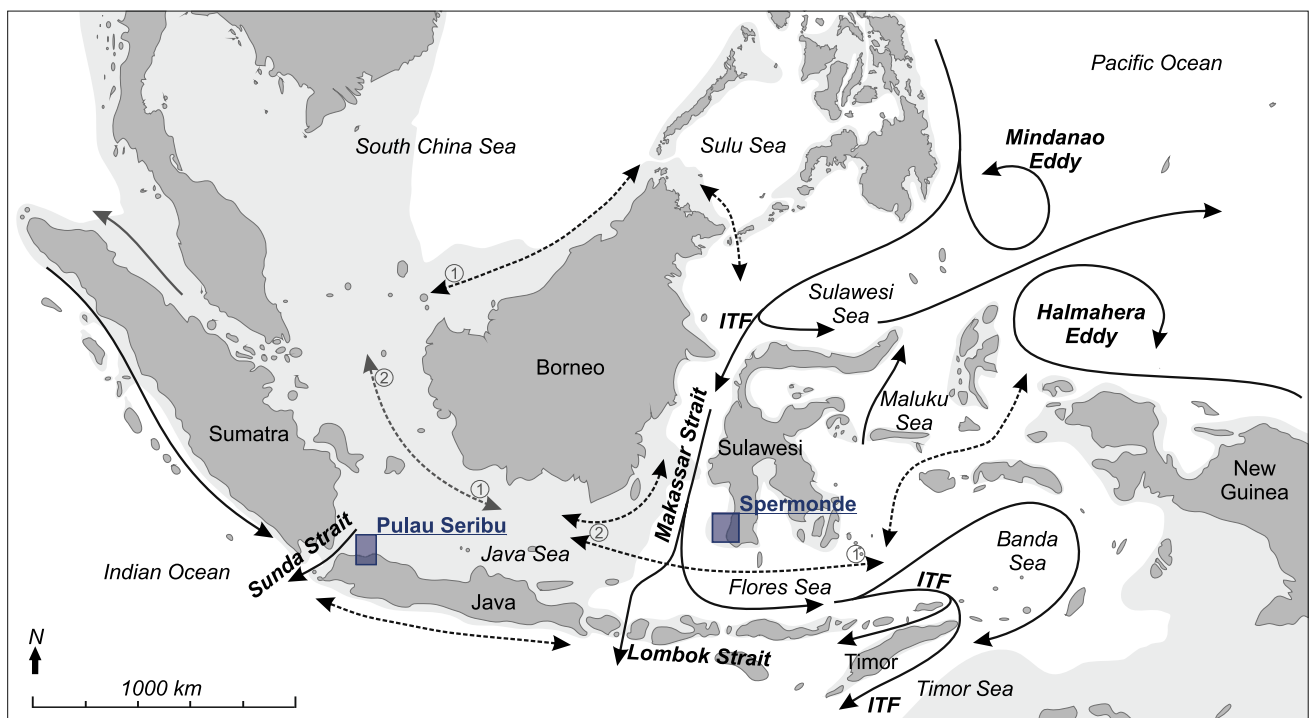 Pacific Ocean
South China Sea
Sulu Sea
Mindanao
Eddy
1
Sulawesi
Sea
ITF
Halmahera
Eddy
2
Borneo
Maluku
Sea
Sumatra
Makassar Strait
Sulawesi
New
Guinea
1
Spermonde
Pulau Seribu
2
Sunda Strait
Java Sea
1
Banda
Sea
Indian Ocean
Flores Sea
ITF
Java
N
Lombok Strait
Timor
1000 km
Timor Sea
ITF